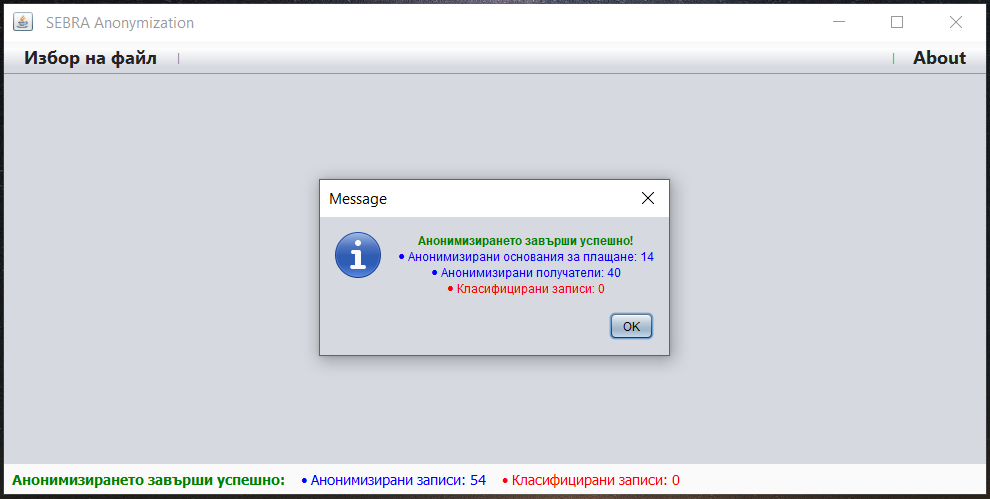 SEBRA Anonymization
Избор на файл
About
Message
Анонимизирането завърши успешно!
• Анонимизирани основания за плащане: 14
• Анонимизирани получатели: 40
• Класифицирани записи: 0
OK
Анонимизирането завърши успешно: • Анонимизирани записи: 54 • Класифицирани записи: 0